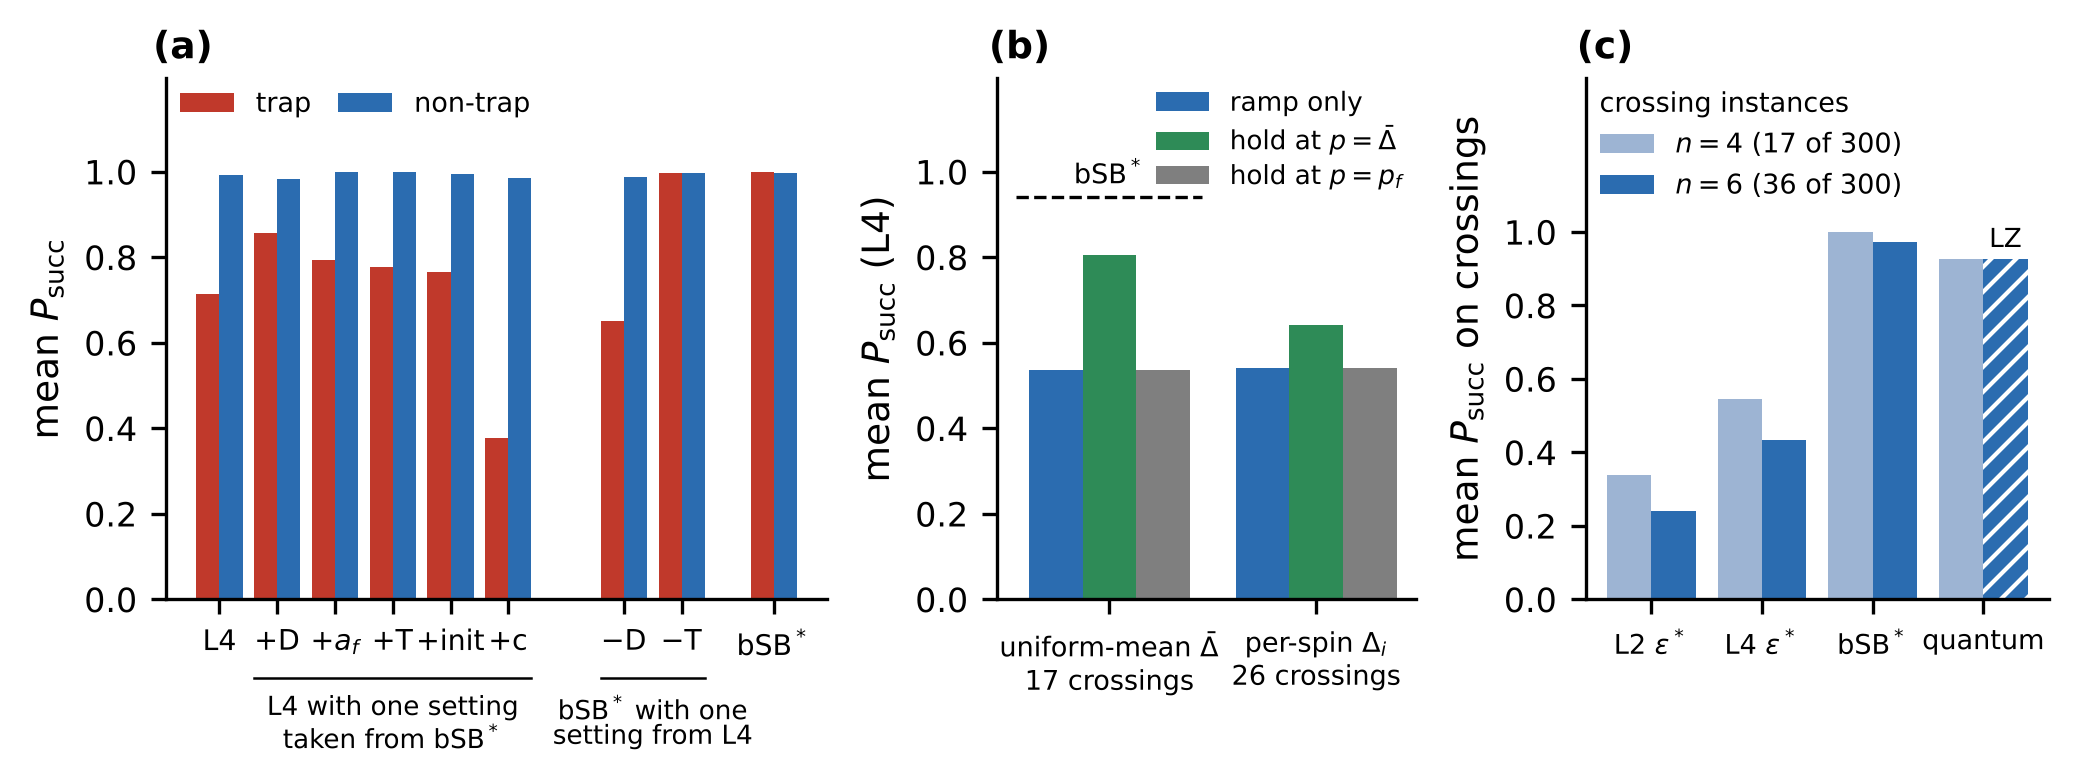 (a)
trap
non-trap
mean P_succ
1.0
0.8
0.6
0.4
0.2
0.0
L4
+D
+a_f
+T
+init
+c
−D
−T
bSB*
L4 with one setting
taken from bSB*
bSB* with one
setting from L4
(b)
ramp only
hold at p = Δ̄
hold at p = p_f
bSB*
mean P_succ (L4)
1.0
0.8
0.6
0.4
0.2
0.0
uniform-mean Δ̄
17 crossings
per-spin Δ_i
26 crossings
(c)
crossing instances
n = 4 (17 of 300)
n = 6 (36 of 300)
LZ
mean P_succ on crossings
1.0
0.8
0.6
0.4
0.2
0.0
L2 ε*
L4 ε*
bSB*
quantum